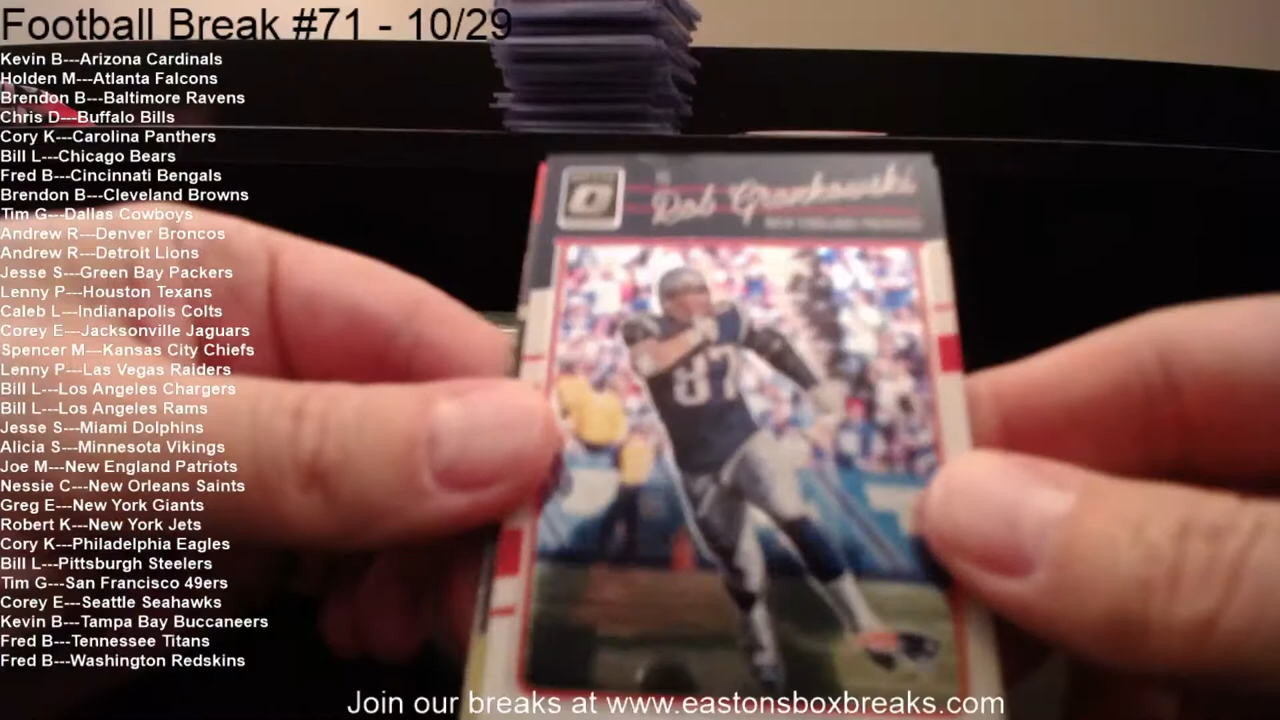 Football Break #71 - 10/29
Kevin B---Arizona Cardinals
Holden M---Atlanta Falcons
Brendon B---Baltimore Ravens
Chris D---Buffalo Bills
Cory K---Carolina Panthers
Bill L---Chicago Bears
Fred B---Cincinnati Bengals
Brendon B---Cleveland Browns
Tim G---Dallas Cowboys
Andrew R---Denver Broncos
Andrew R---Detroit Lions
Jesse S---Green Bay Packers
Lenny P---Houston Texans
Caleb L---Indianapolis Colts
Corey E---Jacksonville Jaguars
Spencer M---Kansas City Chiefs
Lenny P---Las Vegas Raiders
Bill L---Los Angeles Chargers
Bill L---Los Angeles Rams
Jesse S---Miami Dolphins
Alicia S---Minnesota Vikings
Joe M---New England Patriots
Nessie C---New Orleans Saints
Greg E---New York Giants
Robert K---New York Jets
Cory K---Philadelphia Eagles
Bill L---Pittsburgh Steelers
Tim G---San Francisco 49ers
Corey E---Seattle Seahawks
Kevin B---Tampa Bay Buccaneers
Fred B---Tennessee Titans
Fred B---Washington Redskins
Rob Gronkowski
NEW ENGLAND PATRIOTS
87
Join our breaks at www.eastonsboxbreaks.com